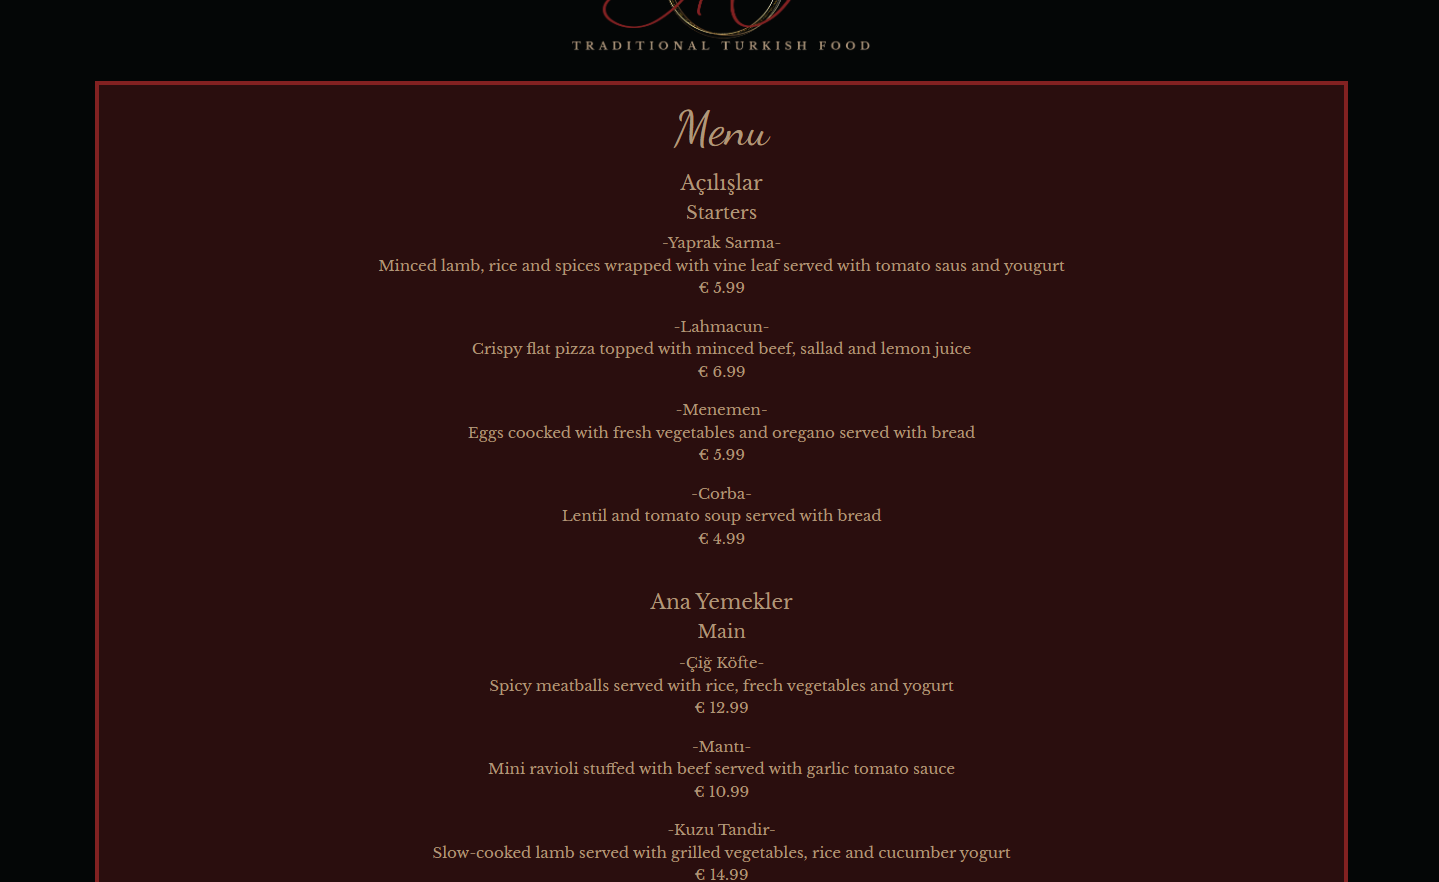 TRADITIONAL TURKISH FOOD
Menu
Açılışlar
Starters
-Yaprak Sarma-
Minced lamb, rice and spices wrapped with vine leaf served with tomato saus and yougurt
€ 5.99
-Lahmacun-
Crispy flat pizza topped with minced beef, sallad and lemon juice
€ 6.99
-Menemen-
Eggs coocked with fresh vegetables and oregano served with bread
€ 5.99
-Corba-
Lentil and tomato soup served with bread
€ 4.99
Ana Yemekler
Main
-Çiğ Köfte-
Spicy meatballs served with rice, frech vegetables and yogurt
€ 12.99
-Mantı-
Mini ravioli stuffed with beef served with garlic tomato sauce
€ 10.99
-Kuzu Tandir-
Slow-cooked lamb served with grilled vegetables, rice and cucumber yogurt
€ 14.99